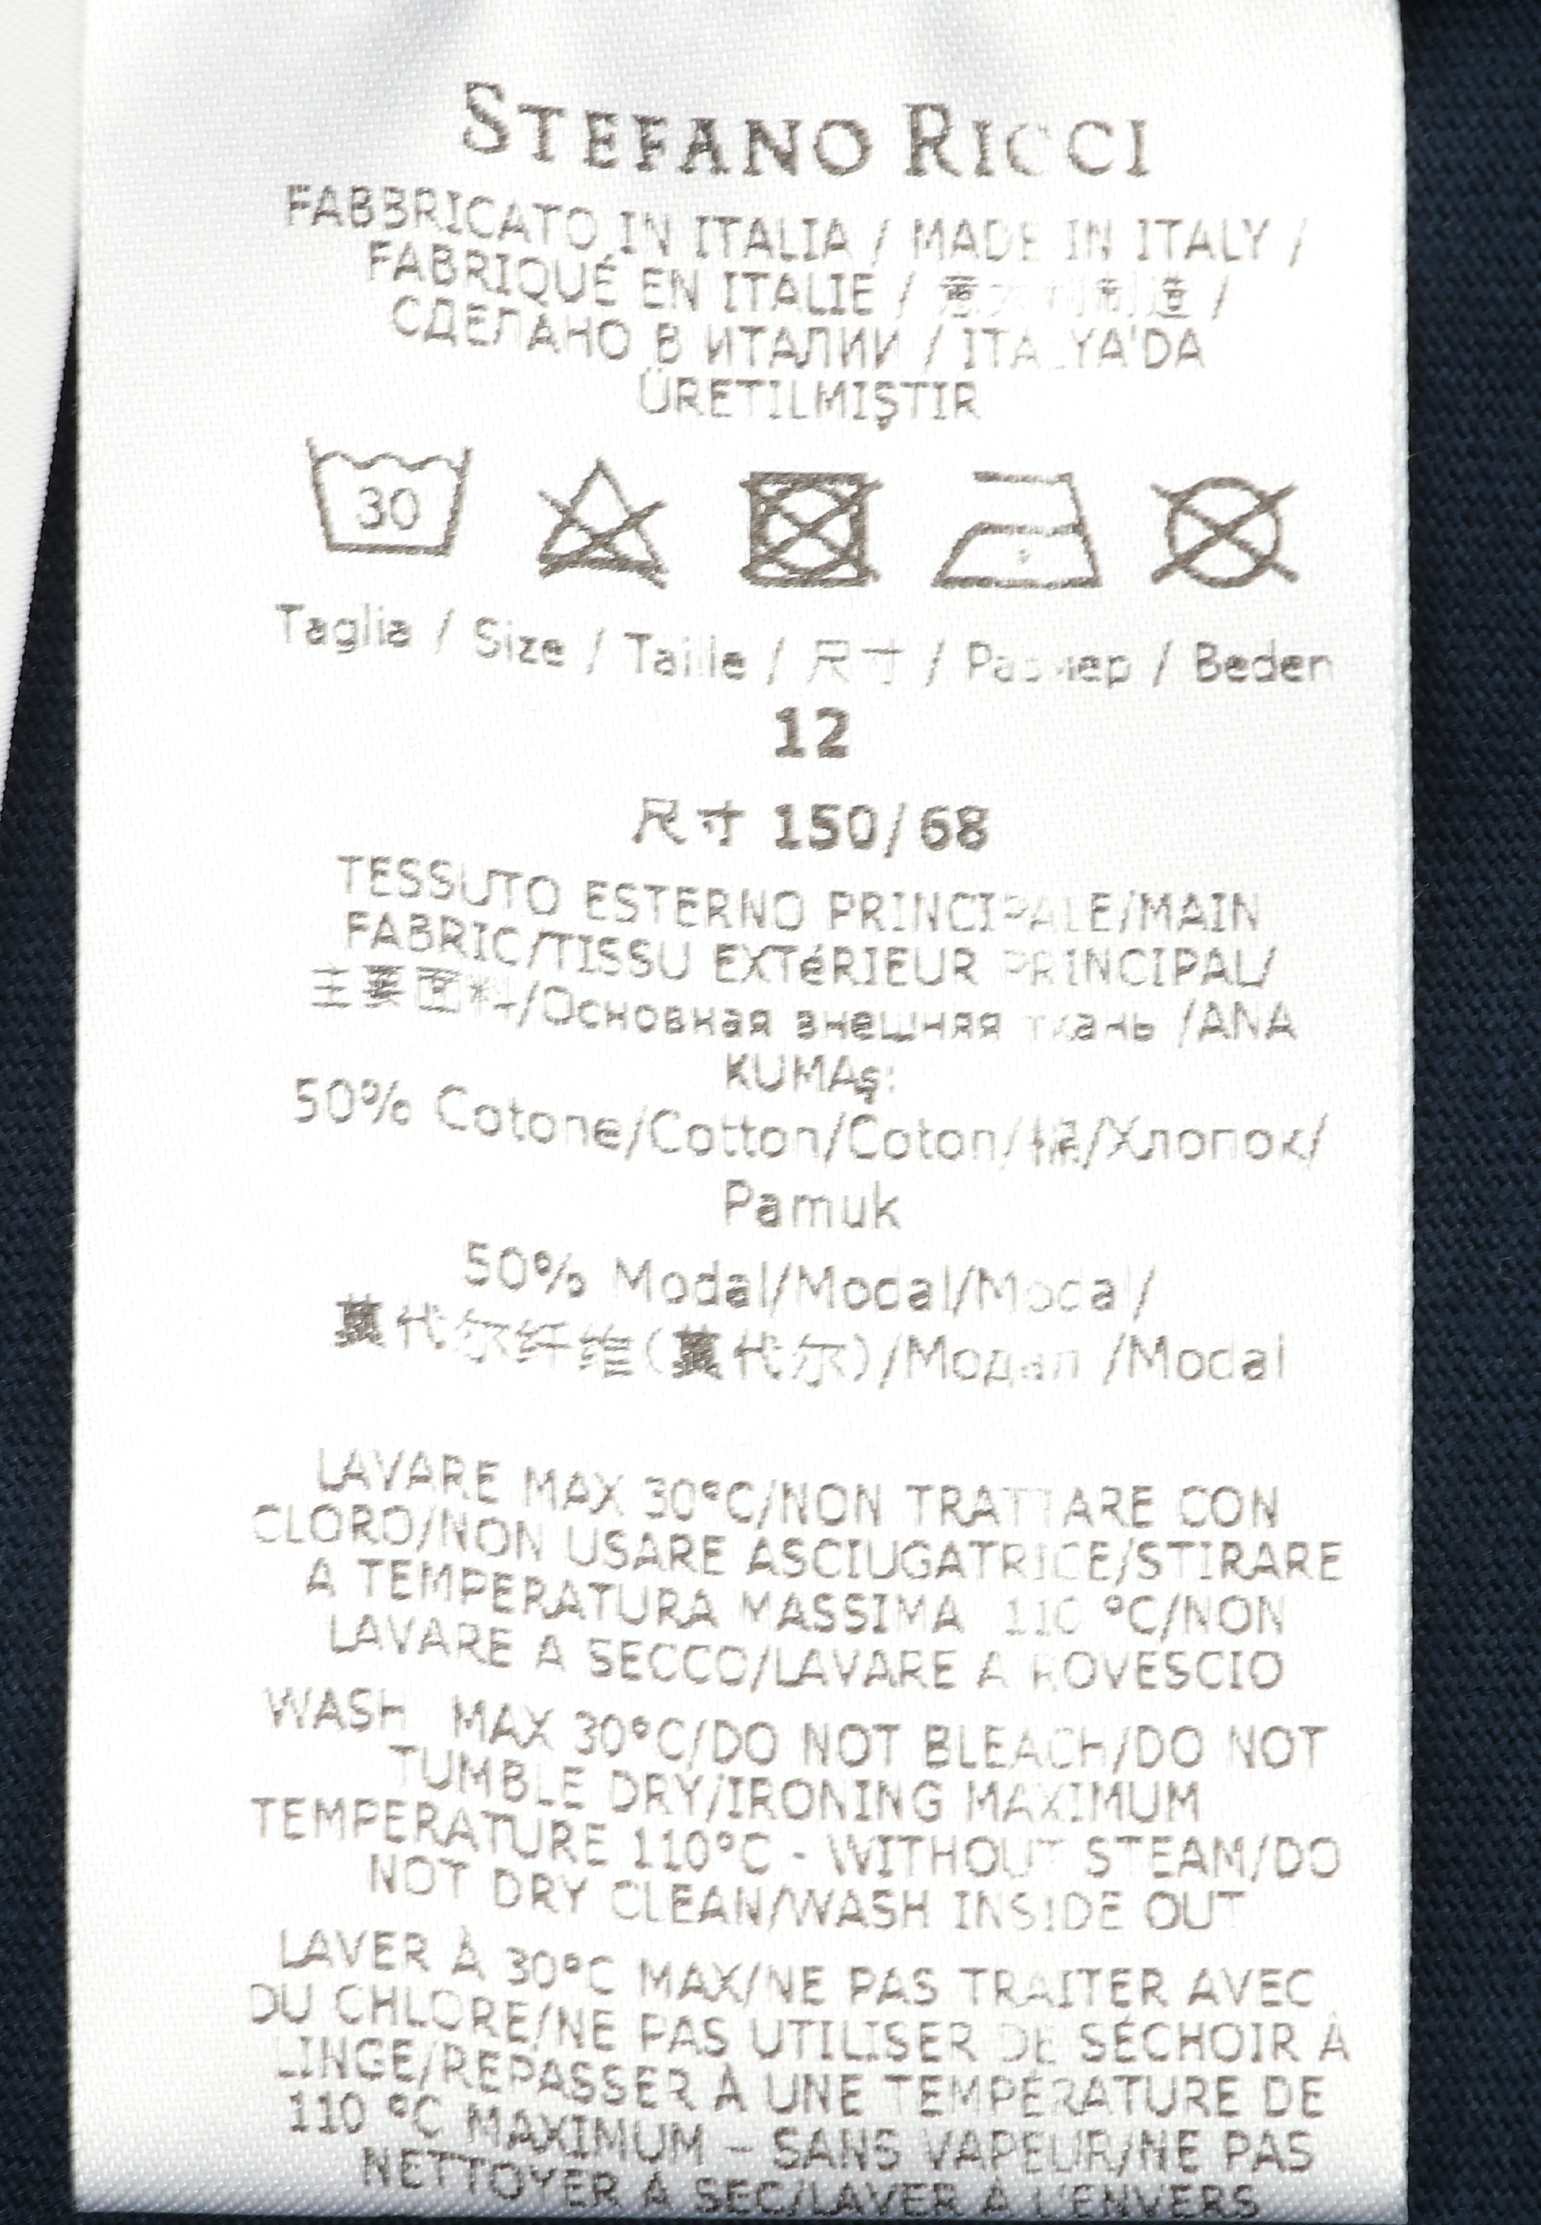 STEFANO RICCI
FABBRICATO IN ITALIA / MADE IN ITALY /
FABRIQUÉ EN ITALIE / 意大利制造 /
СДЕЛАНО В ИТАЛИИ / ITALYA'DA
ÜRETILMIŞTIR
30
Taglia / Size / Taille / 尺寸 / Размер / Beden
12
尺寸 150/68
TESSUTO ESTERNO PRINCIPALE/MAIN
FABRIC/TISSU EXTéRIEUR PRINCIPAL/
主要面料/Основная внешняя ткань /ANA
KUMAş:
50% Cotone/Cotton/Coton/棉/Хлопок/
Pamuk
50% Modal/Modal/Modal/
莫代尔纤维(莫代尔)/Модал /Modal
LAVARE MAX 30°C/NON TRATTARE CON
CLORO/NON USARE ASCIUGATRICE/STIRARE
A TEMPERATURA MASSIMA 110 °C/NON
LAVARE A SECCO/LAVARE A ROVESCIO
WASH MAX 30°C/DO NOT BLEACH/DO NOT
TUMBLE DRY/IRONING MAXIMUM
TEMPERATURE 110°C - WITHOUT STEAM/DO
NOT DRY CLEAN/WASH INSIDE OUT
LAVER À 30°C MAX/NE PAS TRAITER AVEC
DU CHLORE/NE PAS UTILISER DE SÉCHOIR À
LINGE/REPASSER À UNE TEMPÉRATURE DE
110 °C MAXIMUM – SANS VAPEUR/NE PAS
NETTOYER À SEC/LAVER À L'ENVERS